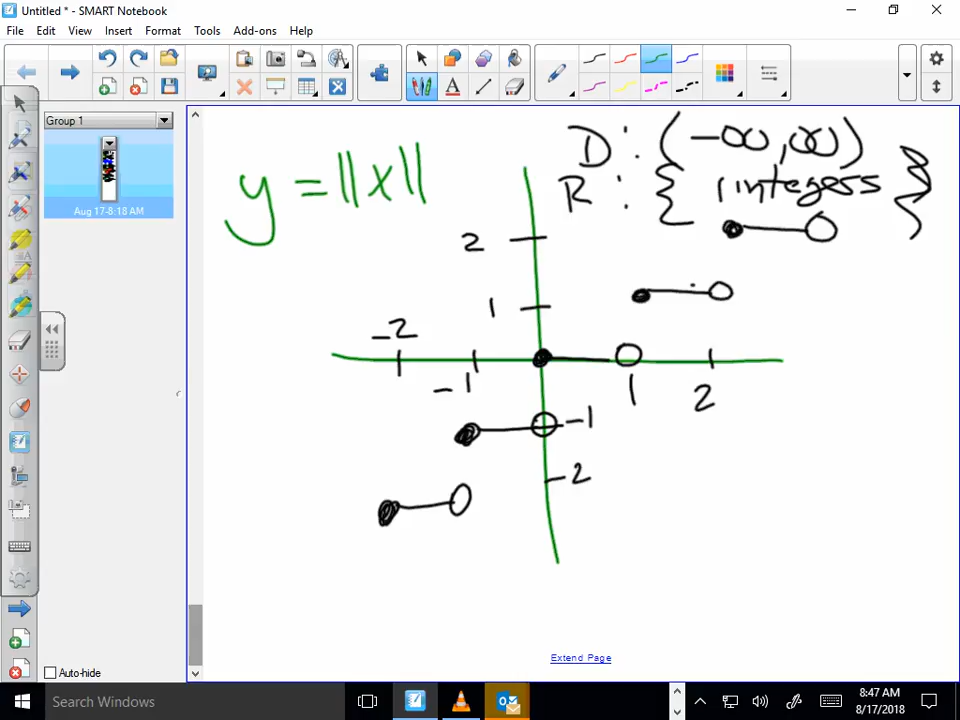 Untitled * - SMART Notebook
File Edit View Insert Format Tools Add-ons Help
Group 1
Aug 17-8:18 AM
y = ||x||
D : (-∞, ∞)
R : { integers }
2
1
-2
-1
1
2
-1
-2
Extend Page
Auto-hide
Search Windows
8:47 AM
8/17/2018